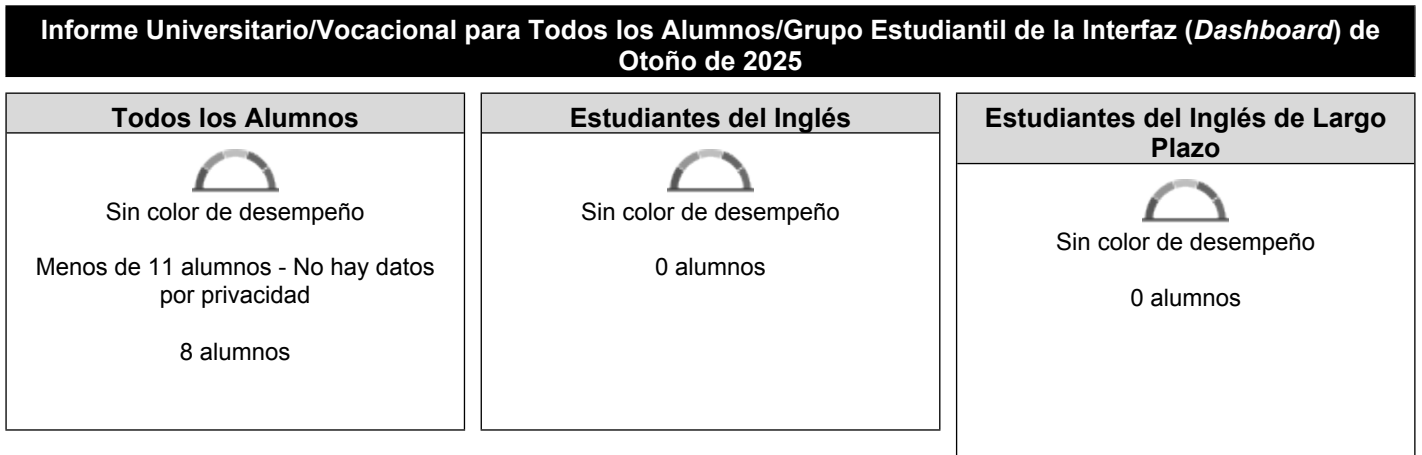 Informe Universitario/Vocacional para Todos los Alumnos/Grupo Estudiantil de la Interfaz (Dashboard) de
Otoño de 2025
Todos los Alumnos
Sin color de desempeño
Menos de 11 alumnos - No hay datos
por privacidad
8 alumnos
Estudiantes del Inglés
Sin color de desempeño
0 alumnos
Estudiantes del Inglés de Largo
Plazo
Sin color de desempeño
0 alumnos